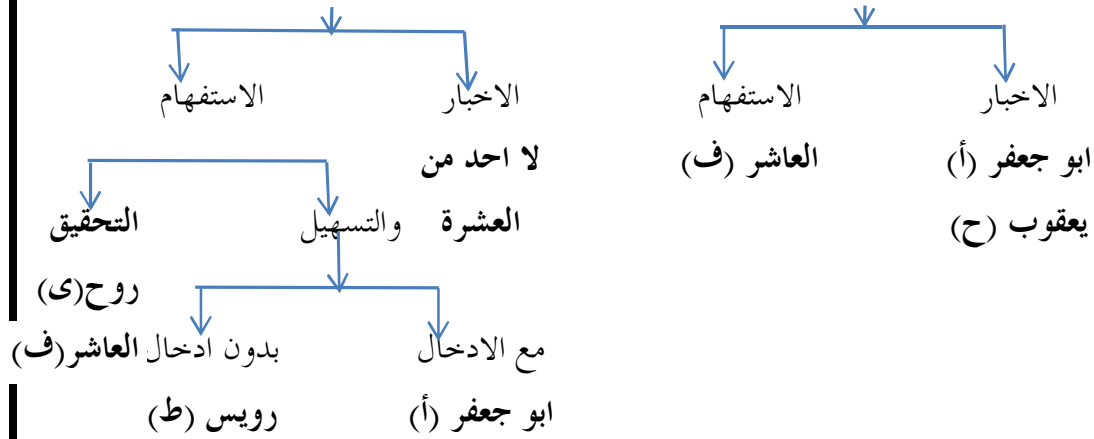 الاخبار الاستفهام الاخبار الاستفهام
ابو جعفر (أ) العاشر (ف) لا احد من
يعقوب (ح) العشرة والتسهيل التحقيق
روح(ى)
مع الادخال بدون ادخال العاشر(ف)
ابو جعفر (أ) رويس (ط)